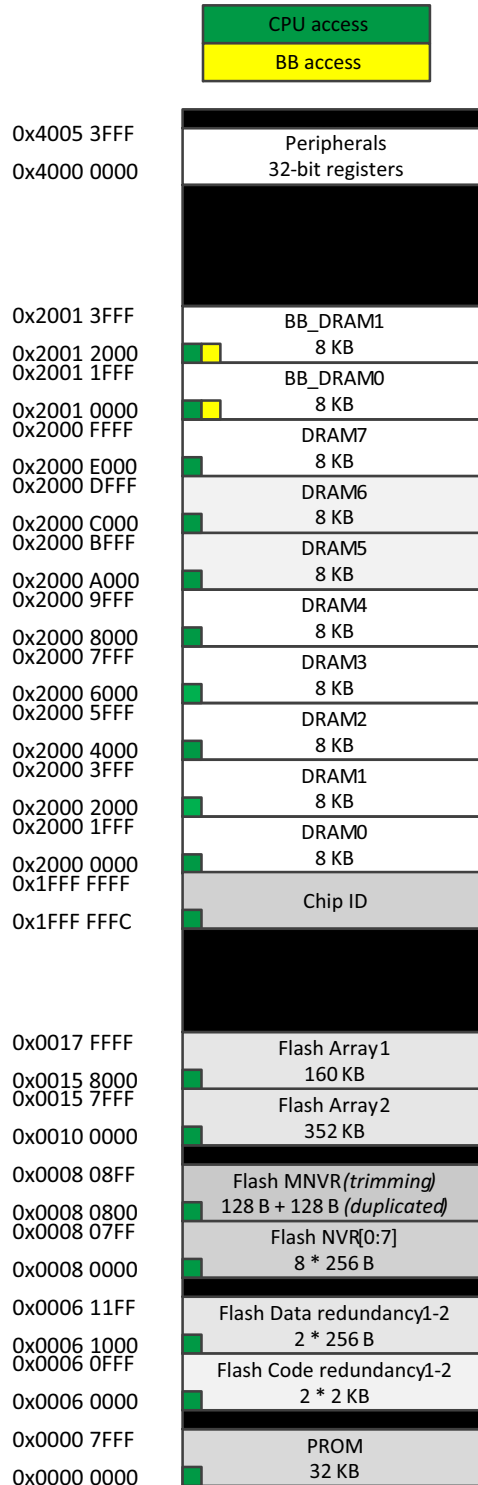 CPU access
BB access
0x4005 3FFF
Peripherals
0x4000 0000
32-bit registers
0x2001 3FFF
BB_DRAM1
8 KB
0x2001 2000
0x2001 1FFF
BB_DRAM0
8 KB
0x2001 0000
0x2000 FFFF
DRAM7
8 KB
0x2000 E000
0x2000 DFFF
DRAM6
8 KB
0x2000 C000
0x2000 BFFF
DRAM5
8 KB
0x2000 A000
0x2000 9FFF
DRAM4
8 KB
0x2000 8000
0x2000 7FFF
DRAM3
8 KB
0x2000 6000
0x2000 5FFF
DRAM2
8 KB
0x2000 4000
0x2000 3FFF
DRAM1
8 KB
0x2000 2000
0x2000 1FFF
DRAM0
8 KB
0x2000 0000
0x1FFF FFFF
Chip ID
0x1FFF FFFC
0x0017 FFFF
Flash Array1
160 KB
0x0015 8000
0x0015 7FFF
Flash Array2
352 KB
0x0010 0000
0x0008 08FF
Flash MNVR (trimming)
128 B + 128 B (duplicated)
0x0008 0800
0x0008 07FF
Flash NVR[0:7]
8 * 256 B
0x0008 0000
0x0006 11FF
Flash Data redundancy1-2
2 * 256 B
0x0006 1000
0x0006 0FFF
Flash Code redundancy1-2
2 * 2 KB
0x0006 0000
0x0000 7FFF
PROM
32 KB
0x0000 0000